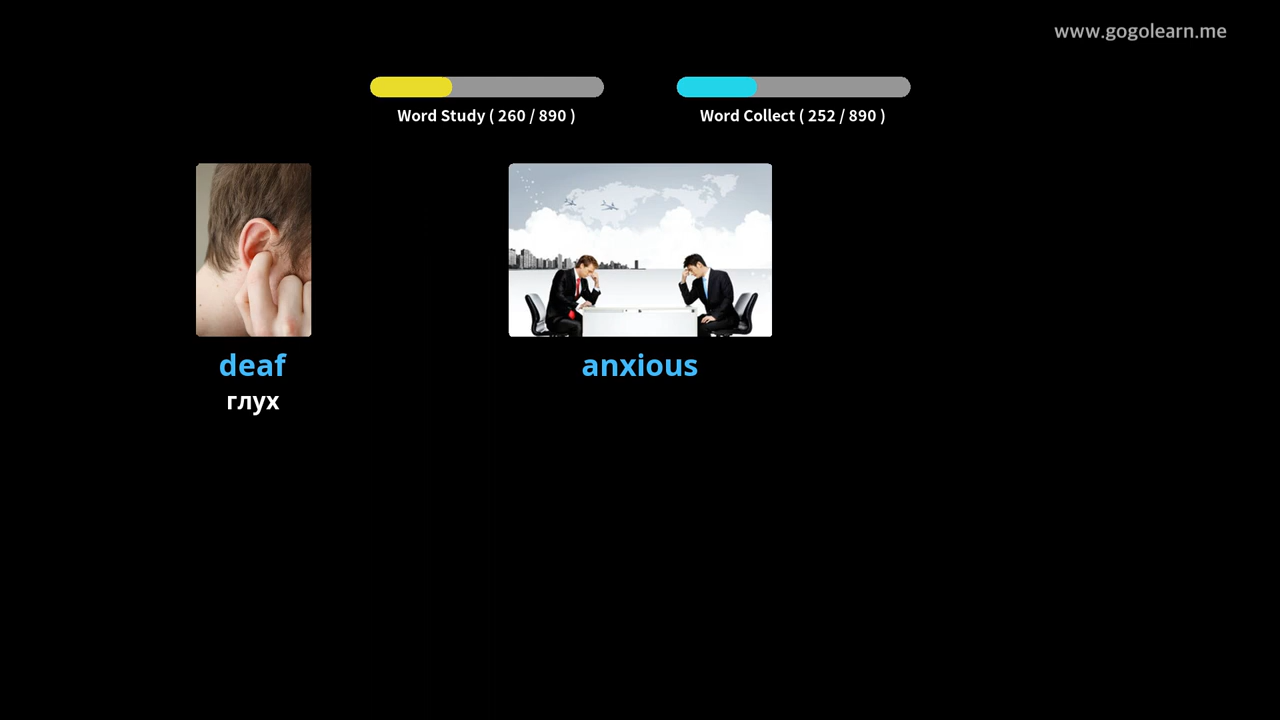 www.gogolearn.me
Word Study ( 260 / 890 )
Word Collect ( 252 / 890 )
deaf
глух
anxious